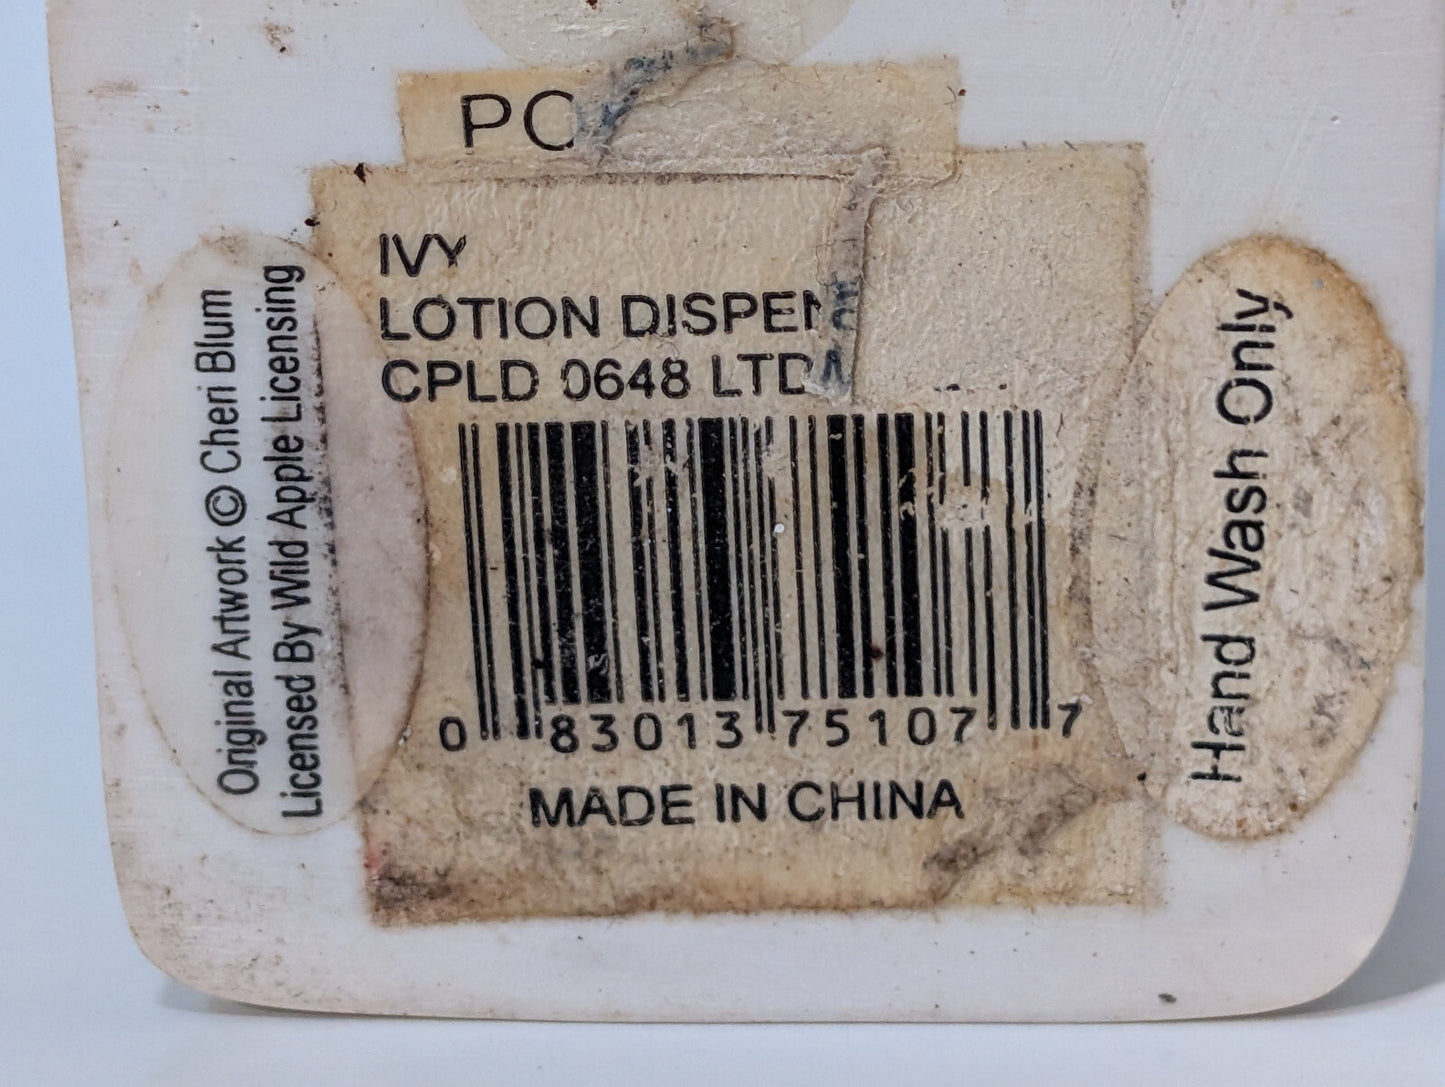 PO
IVY
LOTION DISPEN
CPLD 0648 LTD
0 83013 75107 7
MADE IN CHINA
Original Artwork © Cheri Blum
Licensed By Wild Apple Licensing
Hand Wash Only